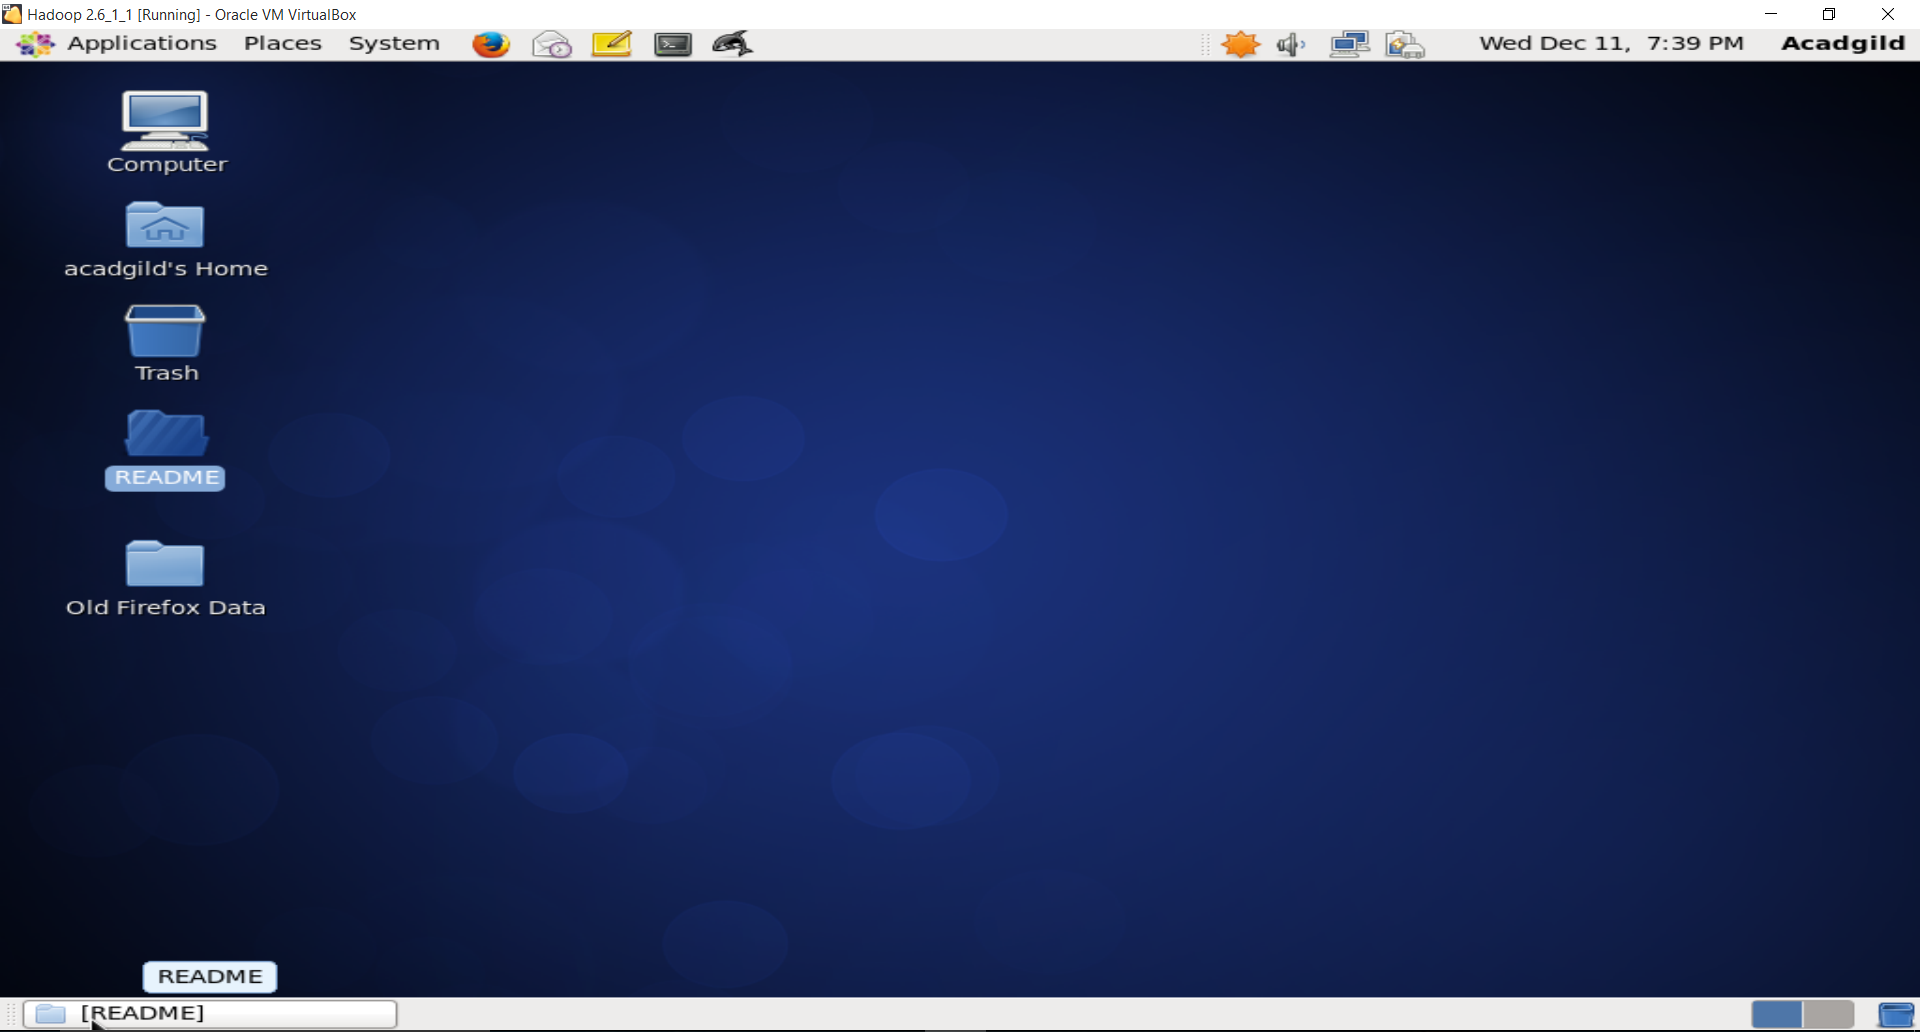 Hadoop 2.6_1_1 [Running] - Oracle VM VirtualBox
Applications Places System Wed Dec 11, 7:39 PM Acadgild
Computer
acadgild's Home
Trash
README
Old Firefox Data
README
[README]